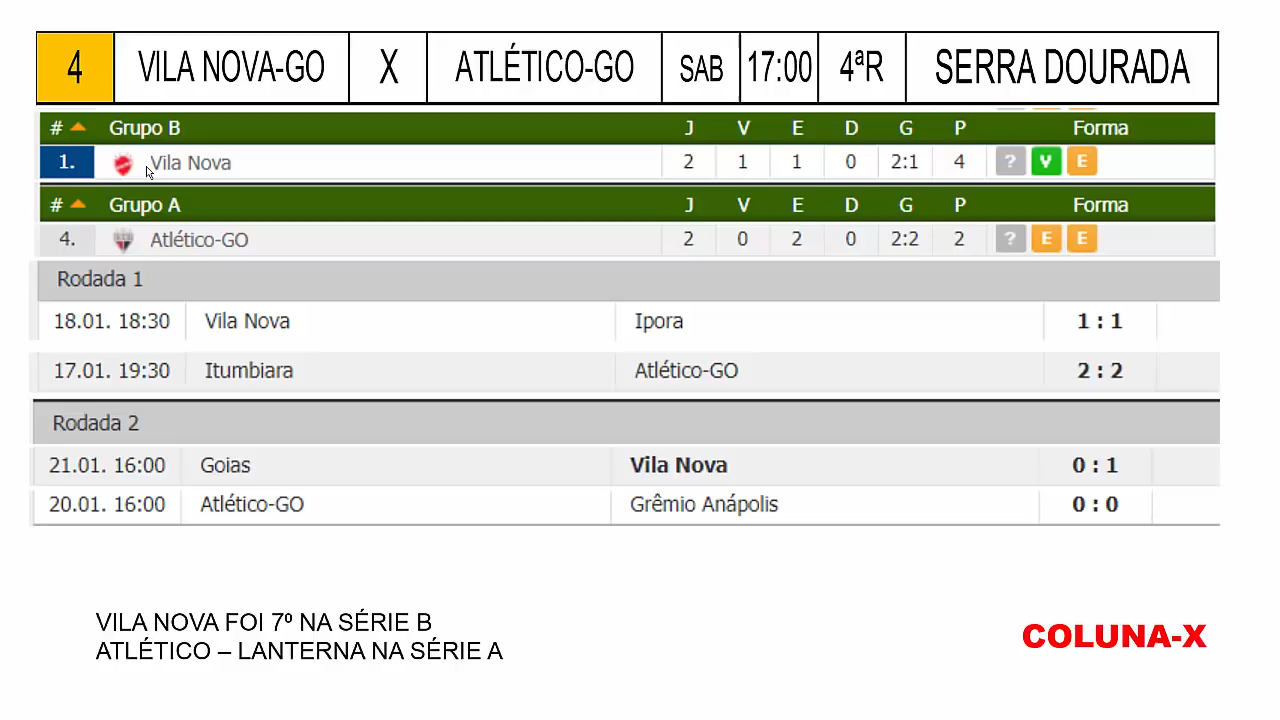 4 VILA NOVA-GO X ATLÉTICO-GO SAB 17:00 4ªR SERRA DOURADA
# Grupo B J V E D G P Forma
1. Vila Nova 2 1 1 0 2:1 4 ? V E
# Grupo A J V E D G P Forma
4. Atlético-GO 2 0 2 0 2:2 2 ? E E
Rodada 1
18.01. 18:30 Vila Nova Ipora 1 : 1
17.01. 19:30 Itumbiara Atlético-GO 2 : 2
Rodada 2
21.01. 16:00 Goias Vila Nova 0 : 1
20.01. 16:00 Atlético-GO Grêmio Anápolis 0 : 0
VILA NOVA FOI 7º NA SÉRIE B
ATLÉTICO – LANTERNA NA SÉRIE A
COLUNA-X